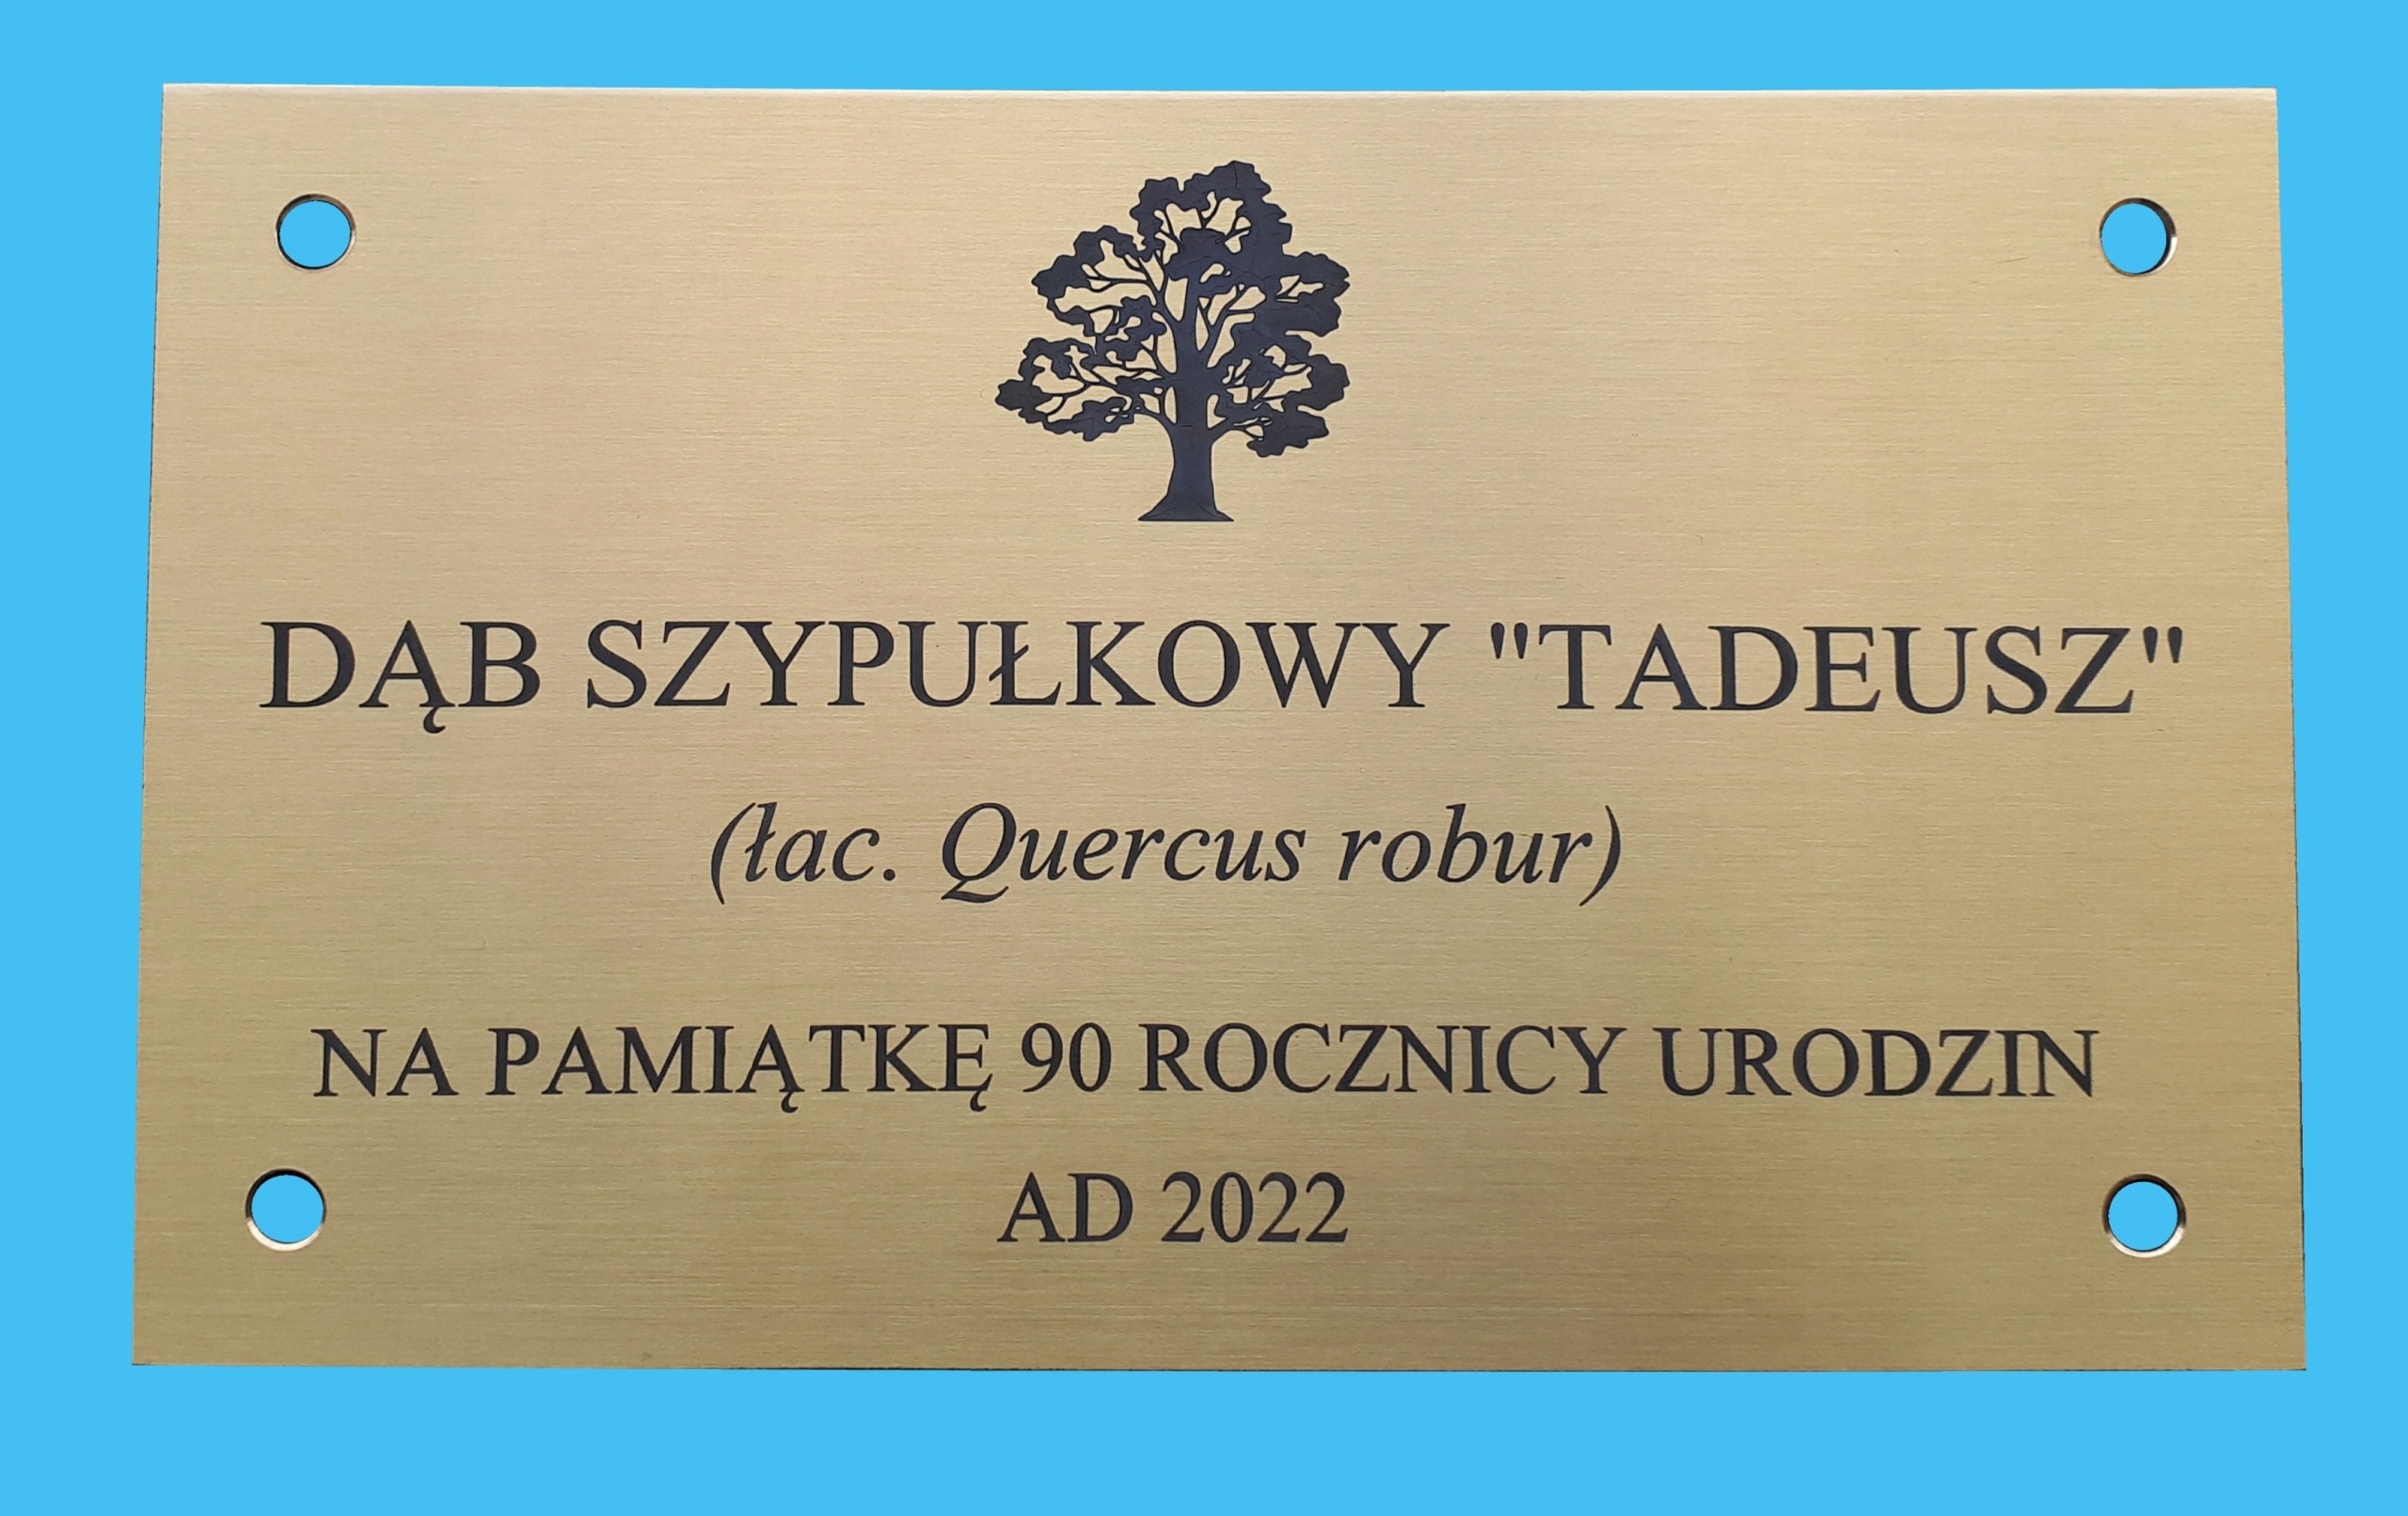 DĄB SZYPUŁKOWY "TADEUSZ"
(łac. Quercus robur)
NA PAMIĄTKĘ 90 ROCZNICY URODZIN
AD 2022